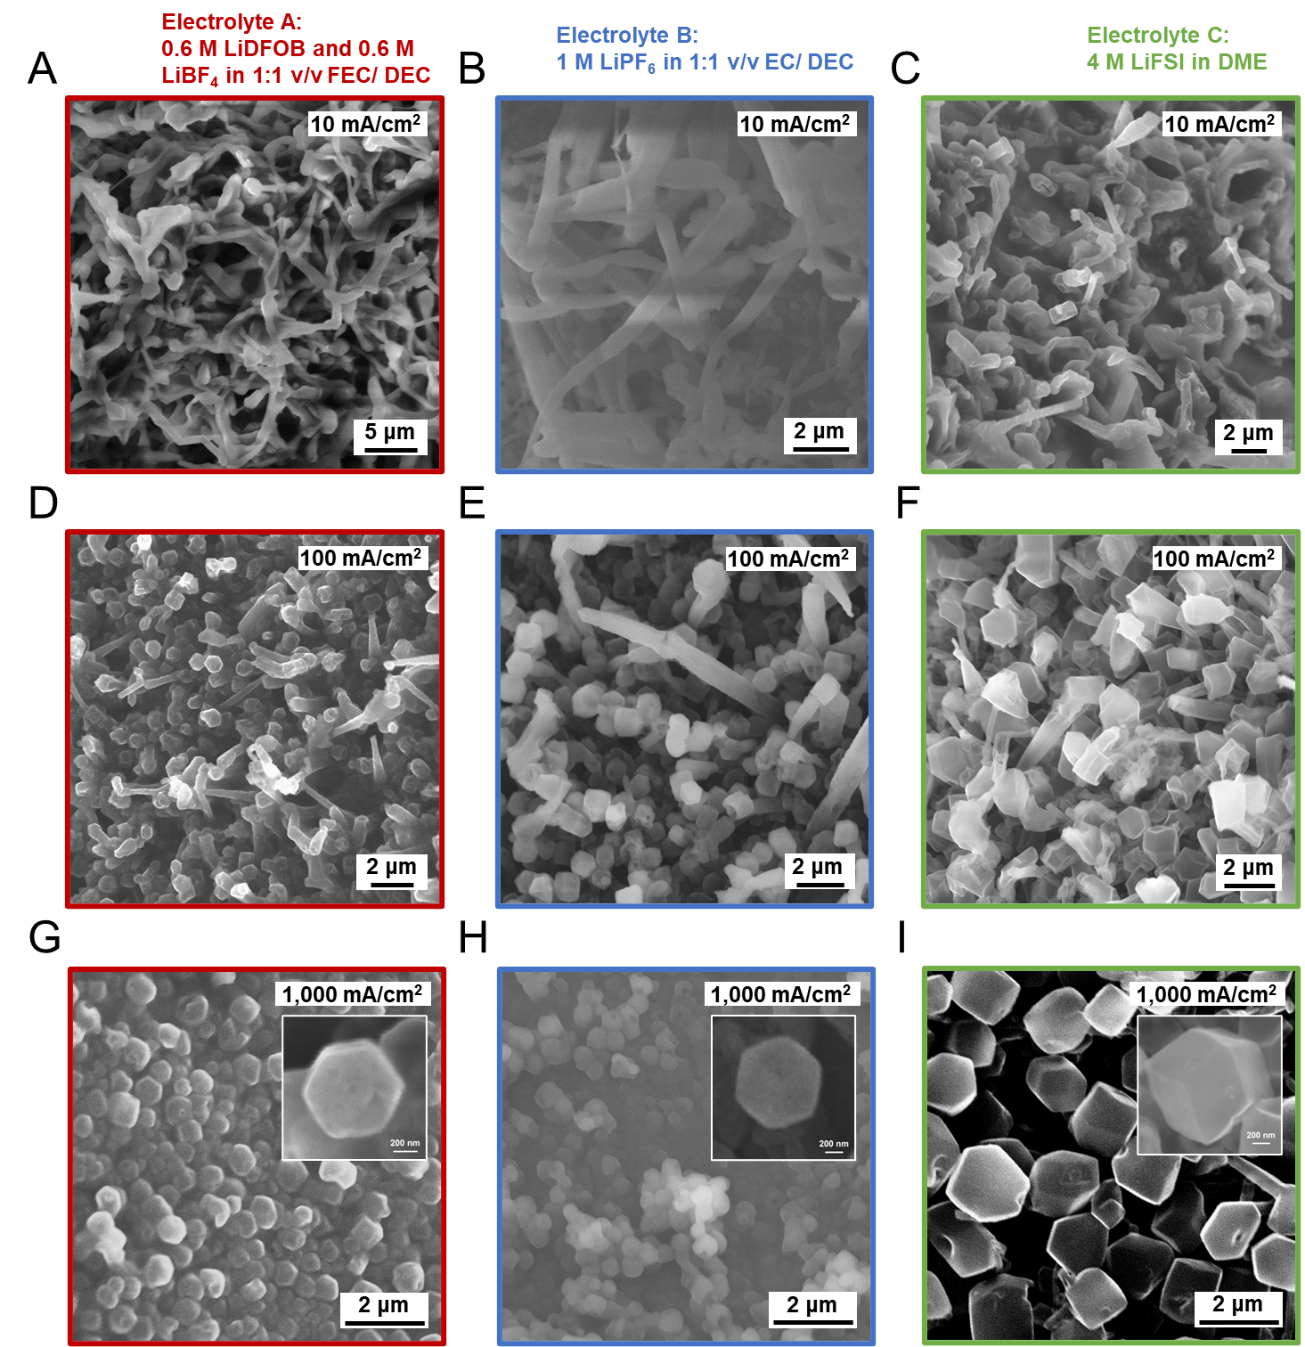 Electrolyte A:
0.6 M LiDFOB and 0.6 M
LiBF₄ in 1:1 v/v FEC/ DEC
Electrolyte B:
1 M LiPF₆ in 1:1 v/v EC/ DEC
Electrolyte C:
4 M LiFSI in DME
A
10 mA/cm²
5 µm
B
10 mA/cm²
2 µm
C
10 mA/cm²
2 µm
D
100 mA/cm²
2 µm
E
100 mA/cm²
2 µm
F
100 mA/cm²
2 µm
G
1,000 mA/cm²
200 nm
2 µm
H
1,000 mA/cm²
200 nm
2 µm
I
1,000 mA/cm²
200 nm
2 µm